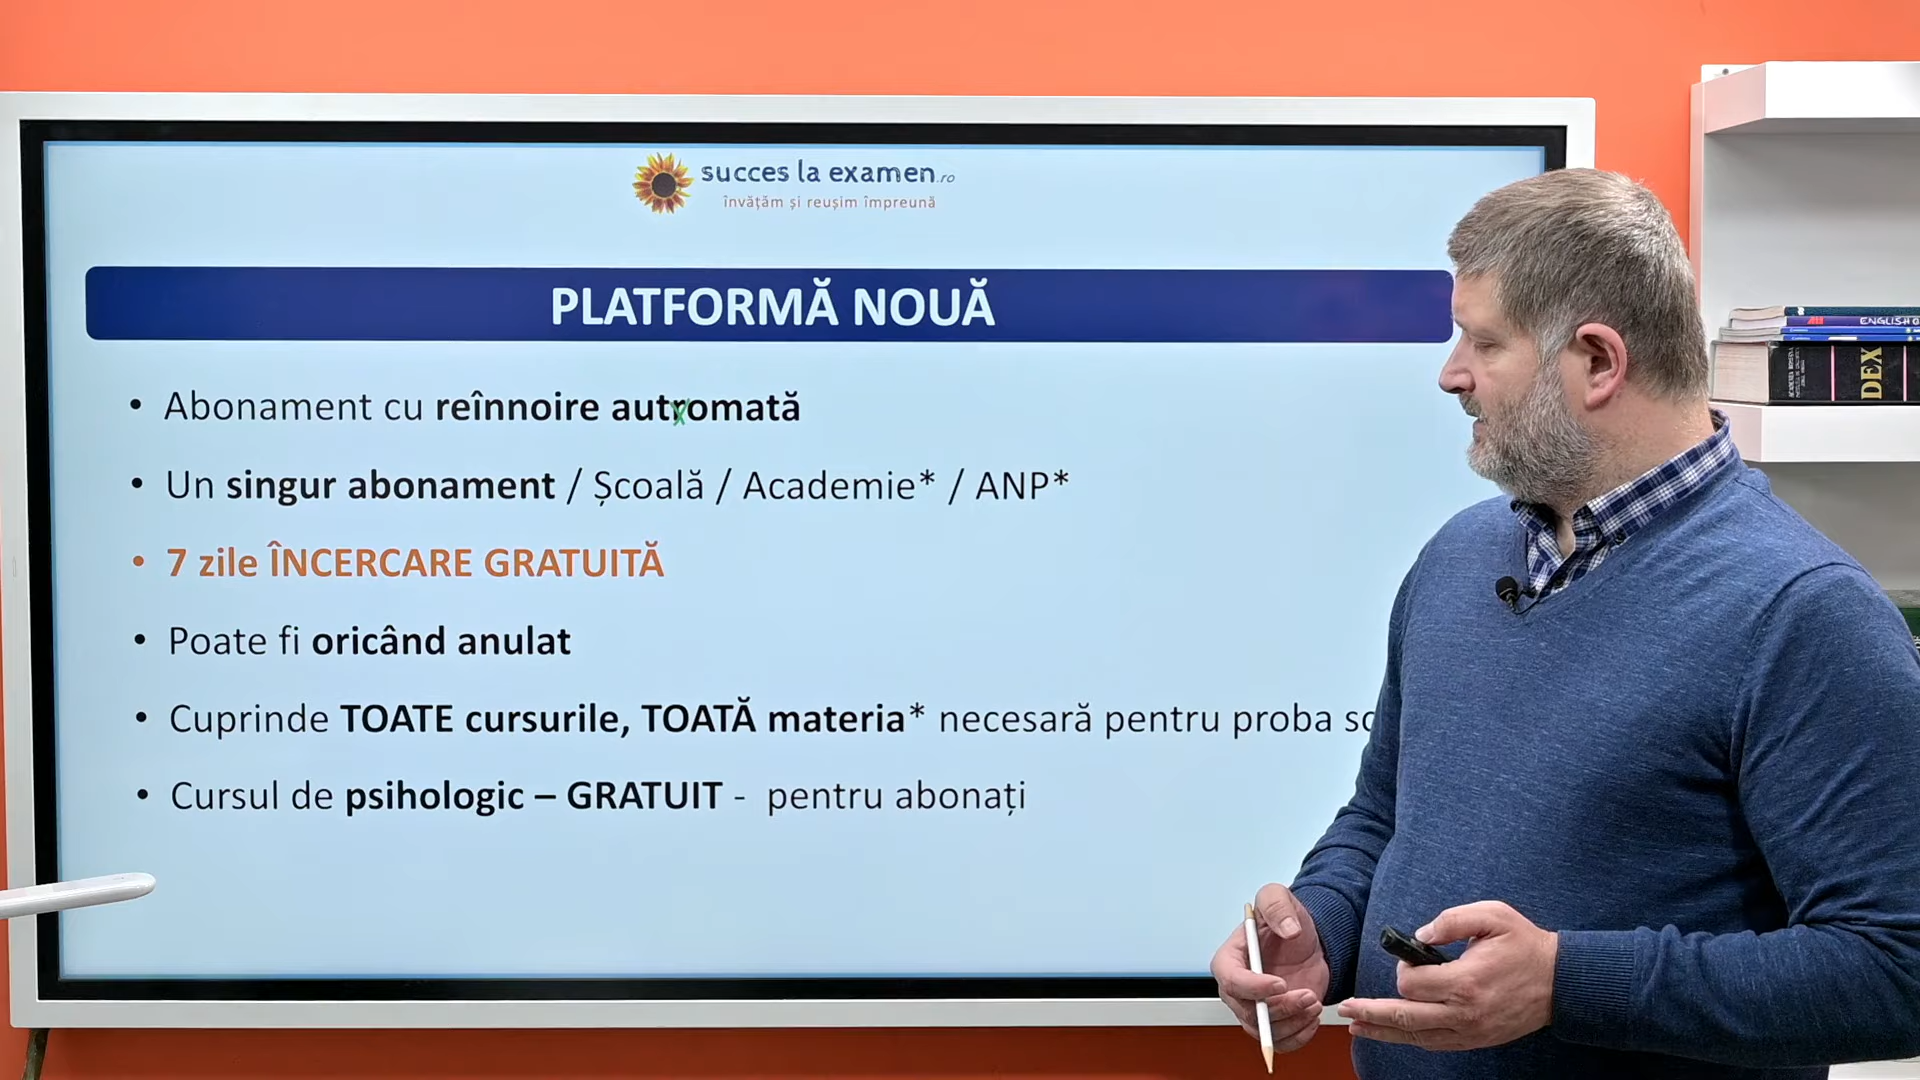 succes la examen.ro
învățăm și reușim împreună
PLATFORMĂ NOUĂ
• Abonament cu reînnoire autromată
• Un singur abonament / Școală / Academie* / ANP*
• 7 zile ÎNCERCARE GRATUITĂ
• Poate fi oricând anulat
• Cuprinde TOATE cursurile, TOATĂ materia* necesară pentru proba
• Cursul de psihologic – GRATUIT - pentru abonați
ENGLISH
DEX